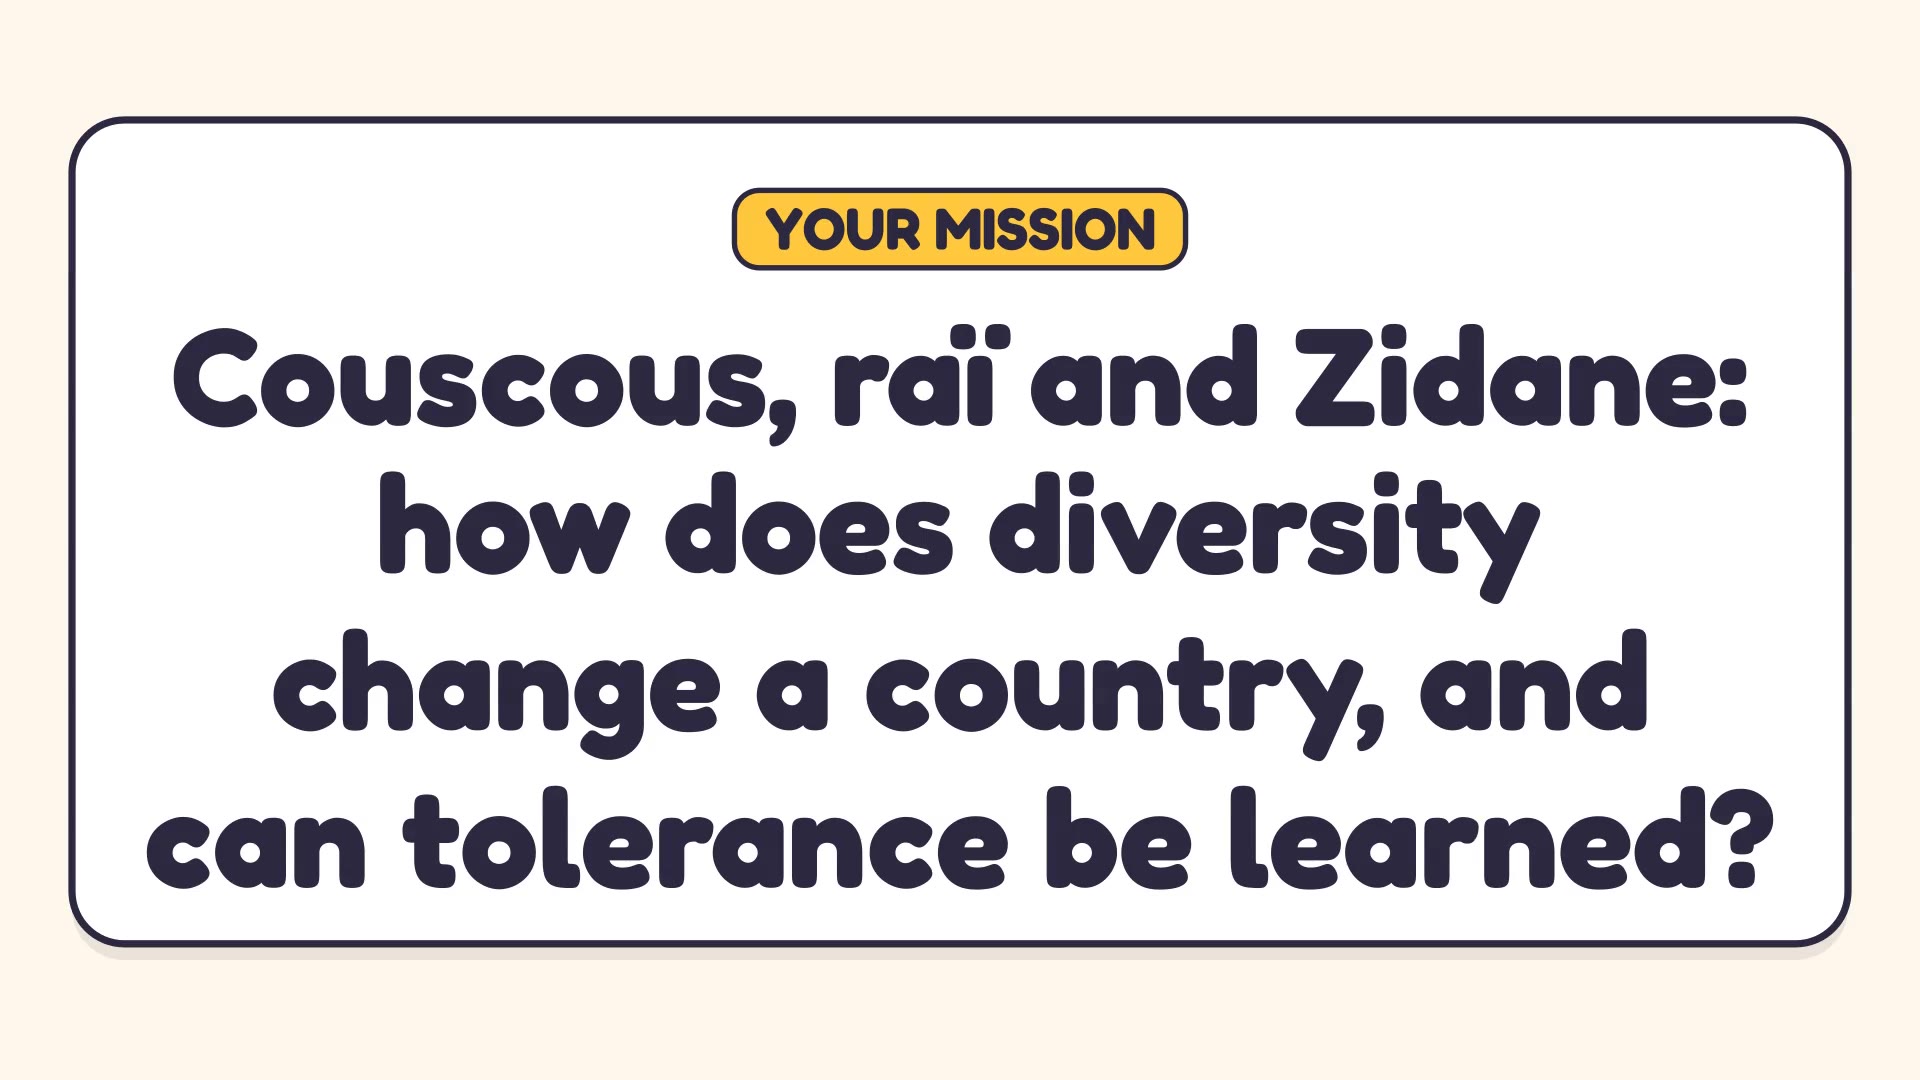 YOUR MISSION
Couscous, raï and Zidane:
how does diversity
change a country, and
can tolerance be learned?